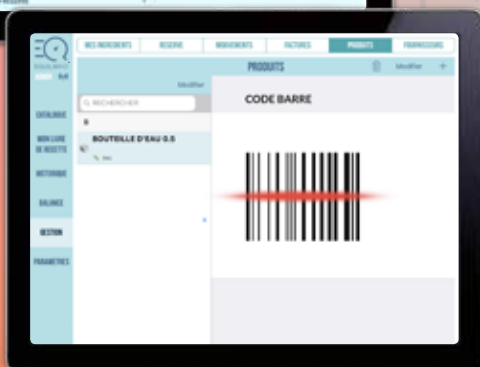 MES INGREDIENTS RESERVE MOUVEMENTS FACTURES PRODUITS FOURNISSEURS
PRODUITS Modifier +
Modifier
RECHERCHER
CODE BARRE
B
BOUTEILLE D'EAU 0.5
CATALOGUE
MON LIVRE
DE RECETTE
HISTORIQUE
BALANCE
GESTION
PARAMETRES